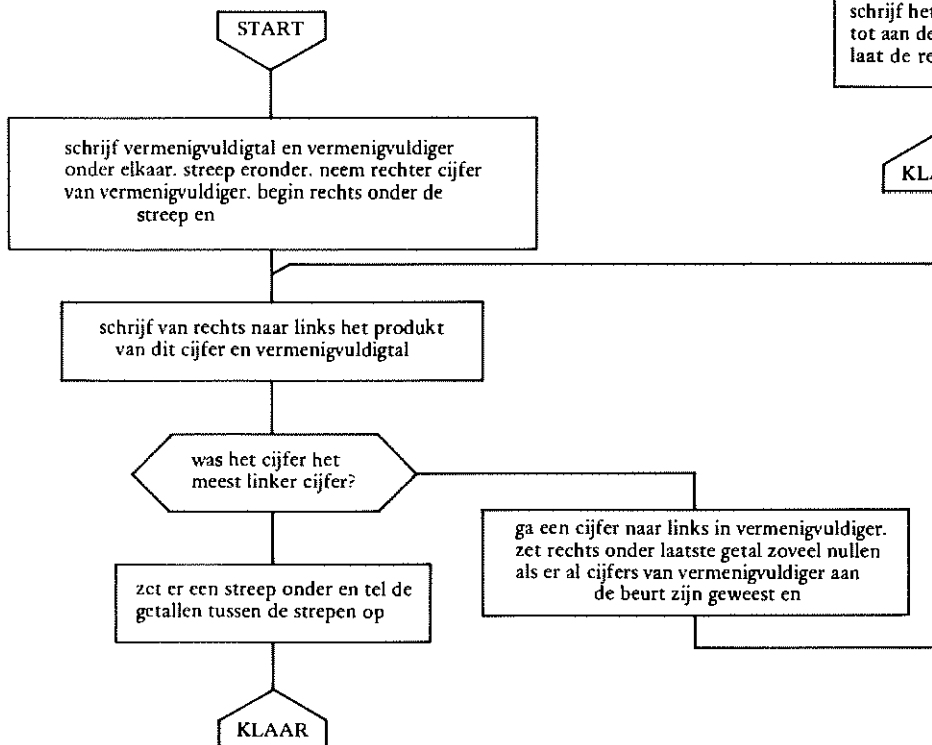 START
schrijf vermenigvuldigtal en vermenigvuldiger
onder elkaar. streep eronder. neem rechter cijfer
van vermenigvuldiger. begin rechts onder de
streep en
schrijf van rechts naar links het produkt
van dit cijfer en vermenigvuldigtal
was het cijfer het
meest linker cijfer?
zet er een streep onder en tel de
getallen tussen de strepen op
KLAAR
ga een cijfer naar links in vermenigvuldiger.
zet rechts onder laatste getal zoveel nullen
als er al cijfers van vermenigvuldiger aan
de beurt zijn geweest en
schrijf het
tot aan de
laat de